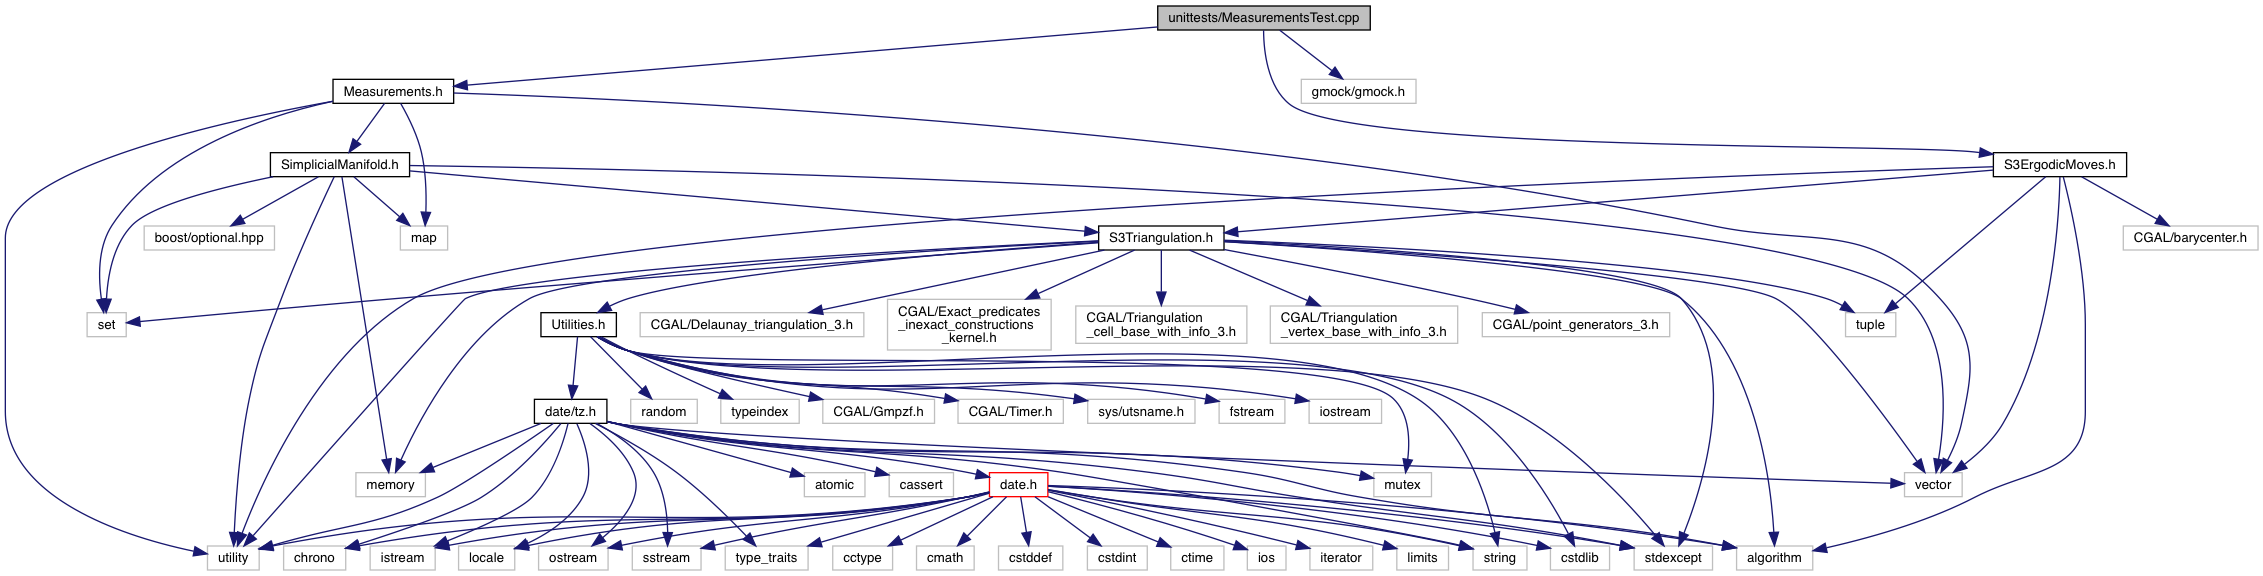 unittests/MeasurementsTest.cpp
Measurements.h
gmock/gmock.h
SimplicialManifold.h
S3ErgodicMoves.h
boost/optional.hpp
map
S3Triangulation.h
CGAL/barycenter.h
set
Utilities.h
CGAL/Delaunay_triangulation_3.h
CGAL/Exact_predicates
_inexact_constructions
_kernel.h
CGAL/Triangulation
_cell_base_with_info_3.h
CGAL/Triangulation
_vertex_base_with_info_3.h
CGAL/point_generators_3.h
tuple
date/tz.h
random
typeindex
CGAL/Gmpzf.h
CGAL/Timer.h
sys/utsname.h
fstream
iostream
memory
atomic
cassert
date.h
mutex
vector
utility
chrono
istream
locale
ostream
sstream
type_traits
cctype
cmath
cstddef
cstdint
ctime
ios
iterator
limits
string
cstdlib
stdexcept
algorithm